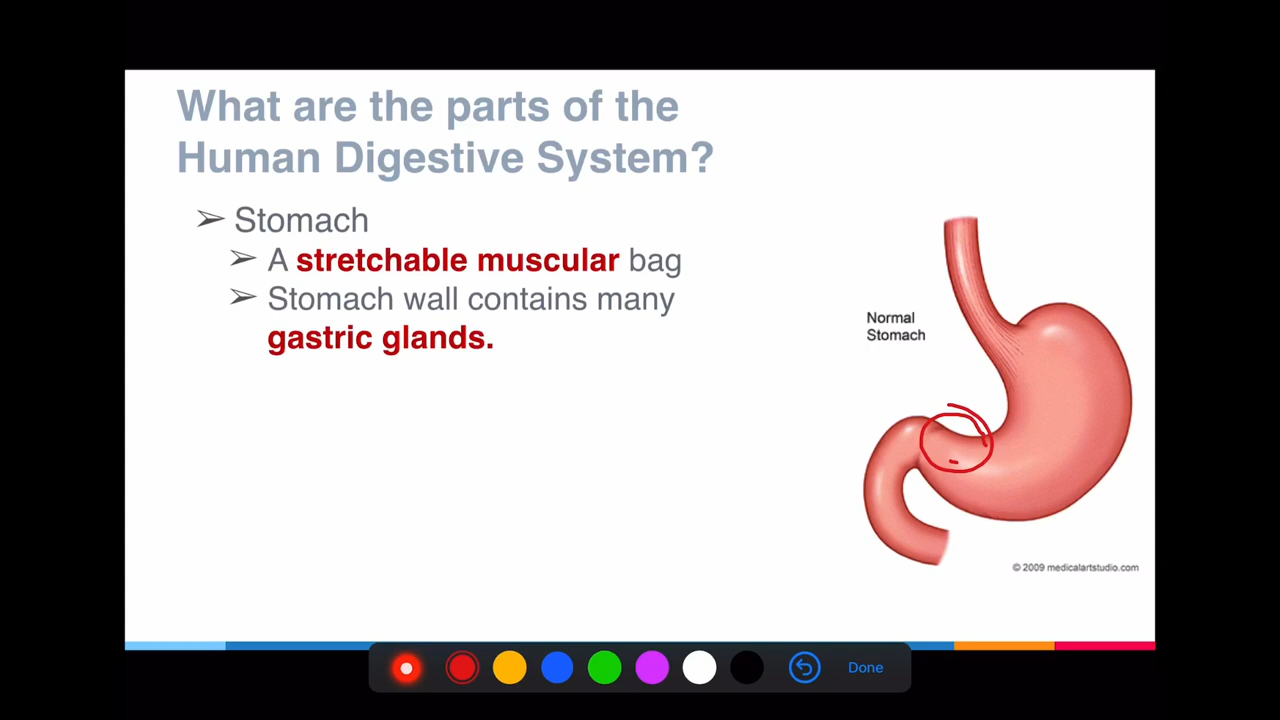 What are the parts of the
Human Digestive System?
➢ Stomach
➢ A stretchable muscular bag
➢ Stomach wall contains many
gastric glands.
Normal
Stomach
© 2009 medicalartstudio.com
Done